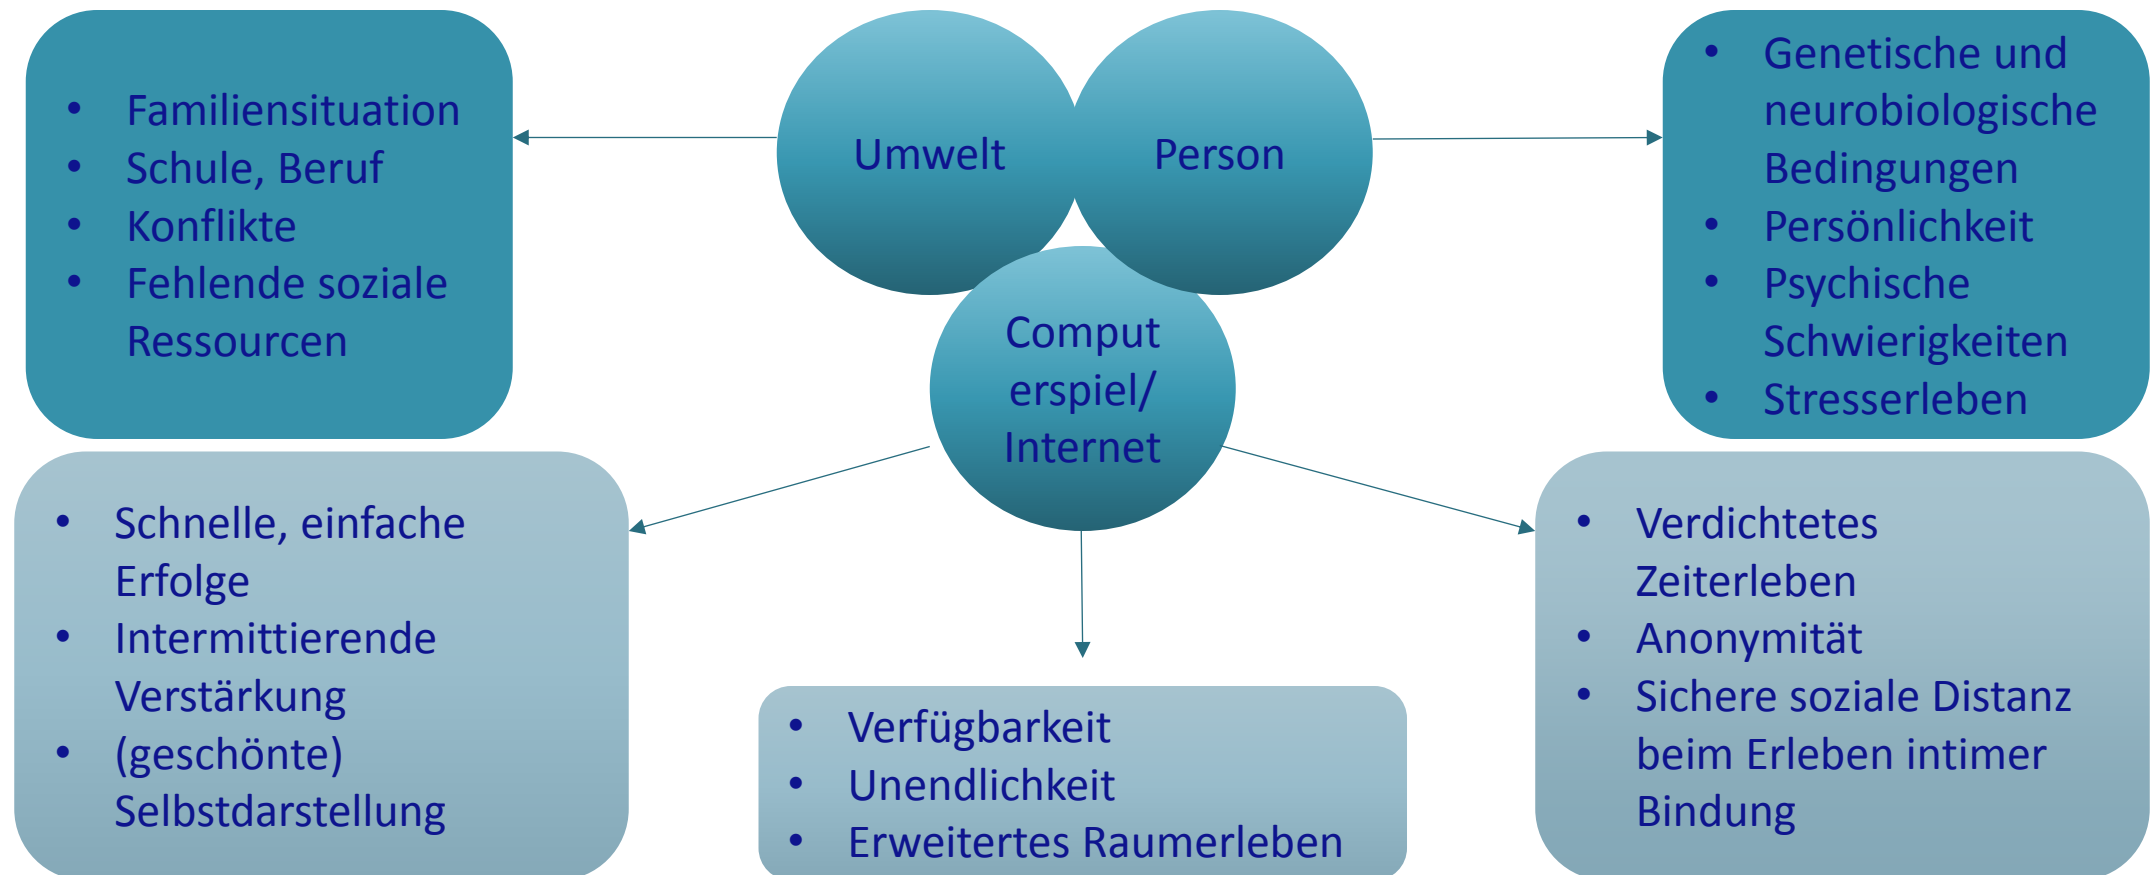 • Familiensituation
• Schule, Beruf
• Konflikte
• Fehlende soziale
Ressourcen
Umwelt
Person
• Genetische und
neurobiologische
Bedingungen
• Persönlichkeit
• Psychische
Schwierigkeiten
• Stresserleben
Comput
erspiel/
Internet
• Schnelle, einfache
Erfolge
• Intermittierende
Verstärkung
• (geschönte)
Selbstdarstellung
• Verfügbarkeit
• Unendlichkeit
• Erweitertes Raumerleben
• Verdichtetes
Zeiterleben
• Anonymität
• Sichere soziale Distanz
beim Erleben intimer
Bindung